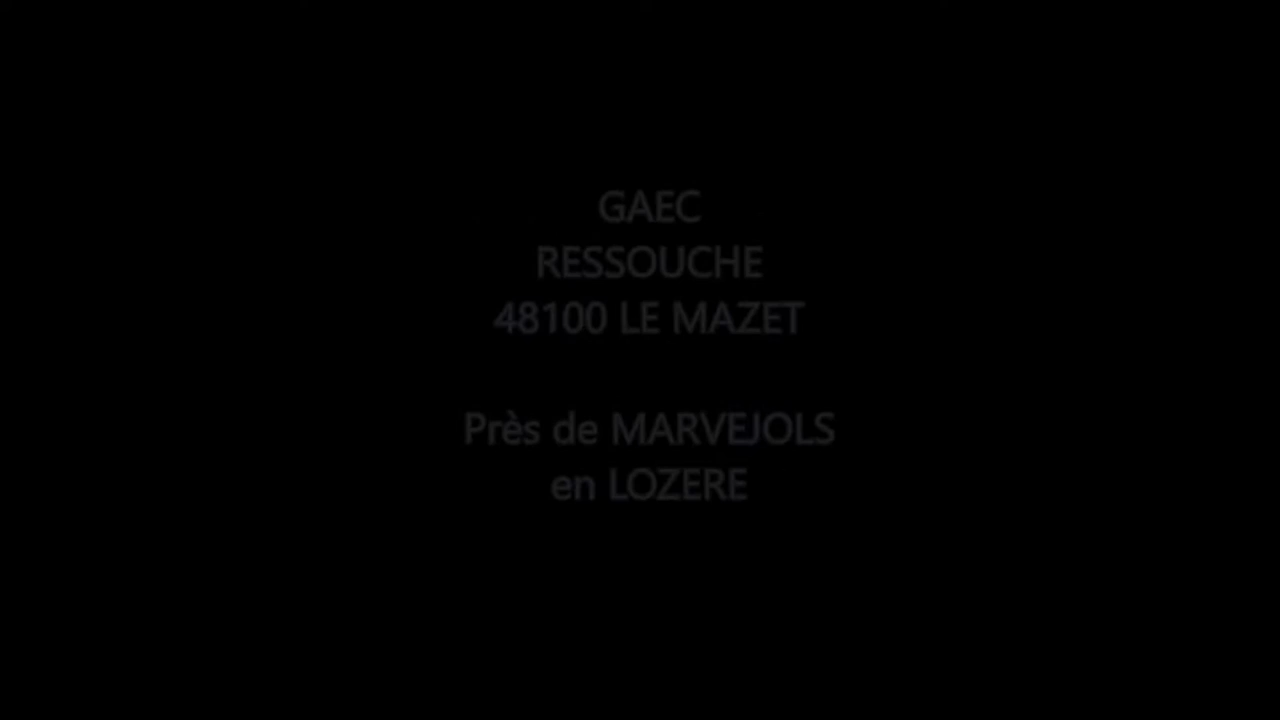 GAEC
RESSOUCHE
48100 LE MAZET
Près de MARVEJOLS
en LOZERE